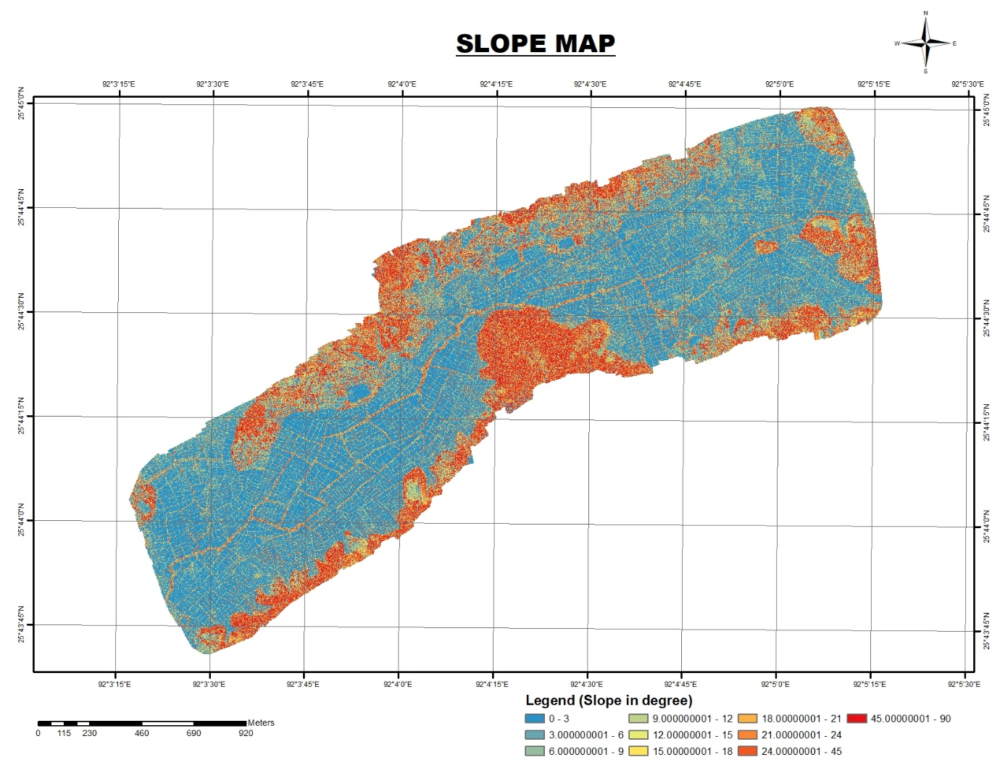 N
SLOPE MAP
W E
S
92°3'15"E 92°3'30"E 92°3'45"E 92°4'0"E 92°4'15"E 92°4'30"E 92°4'45"E 92°5'0"E 92°5'15"E 92°5'30"E
25°45'0"N 25°45'0"N
25°44'45"N 25°44'45"N
25°44'30"N 25°44'30"N
25°44'15"N 25°44'15"N
25°44'0"N 25°44'0"N
25°43'45"N 25°43'45"N
92°3'15"E 92°3'30"E 92°3'45"E 92°4'0"E 92°4'15"E 92°4'30"E 92°4'45"E 92°5'0"E 92°5'15"E 92°5'30"E
Legend (Slope in degree)
0 - 3 9.000000001 - 12 18.00000001 - 21 45.00000001 - 90
3.000000001 - 6 12.00000001 - 15 21.00000001 - 24
6.000000001 - 9 15.00000001 - 18 24.00000001 - 45
Meters
0 115 230 460 690 920